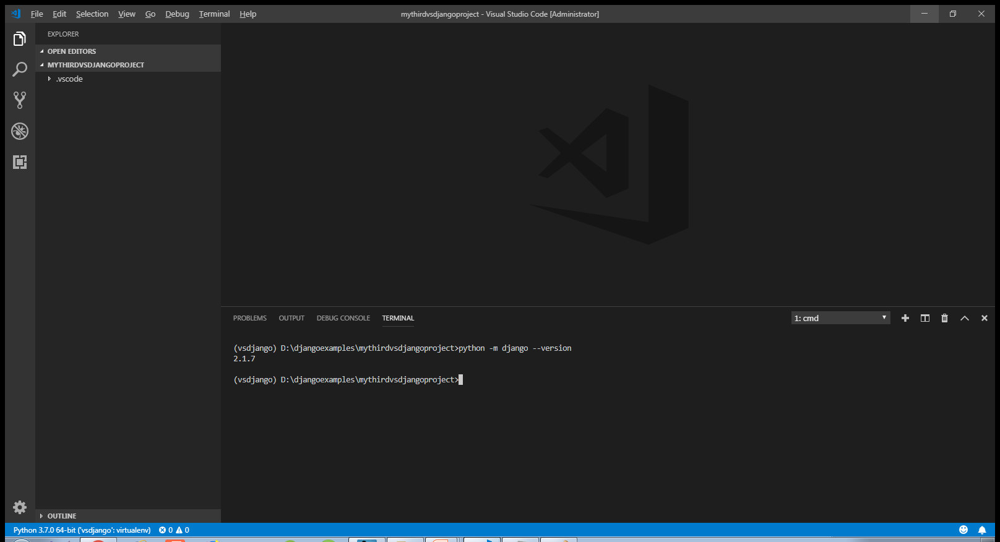 File Edit Selection View Go Debug Terminal Help
mythirdvsdjangoproject - Visual Studio Code [Administrator]
EXPLORER
OPEN EDITORS
MYTHIRDVSDJANGOPROJECT
.vscode
OUTLINE
PROBLEMS OUTPUT DEBUG CONSOLE TERMINAL
1: cmd
(vsdjango) D:\djangoexamples\mythirdvsdjangoproject>python -m django --version
2.1.7
(vsdjango) D:\djangoexamples\mythirdvsdjangoproject>
Python 3.7.0 64-bit ('vsdjango': virtualenv) 0 0